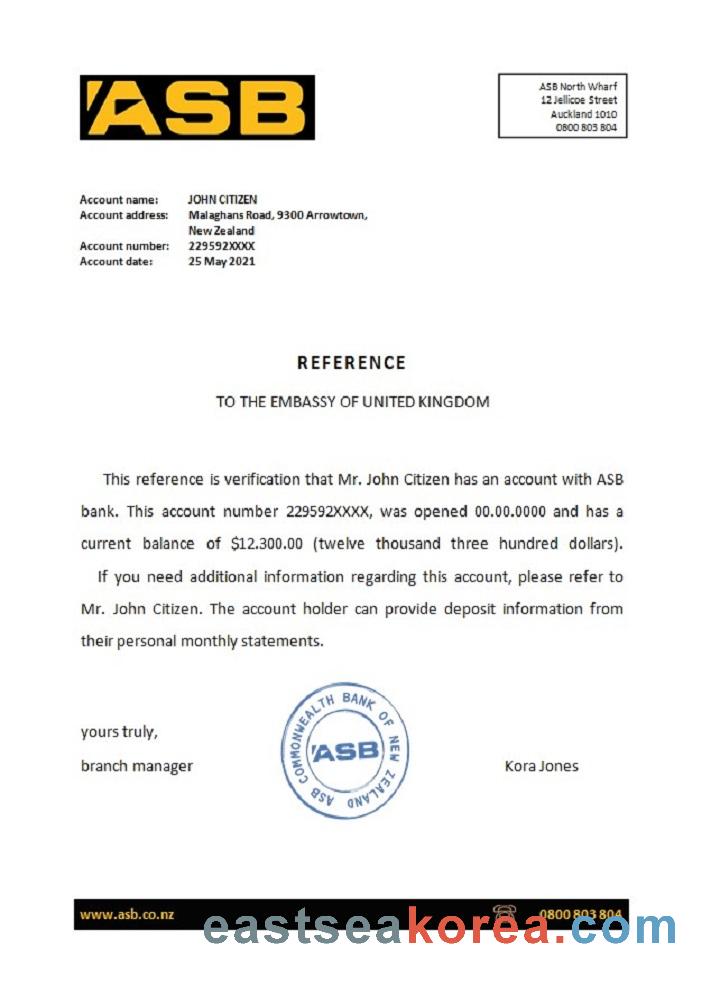 ASB
ASB North Wharf
12 Jellicoe Street
Auckland 1010
0800 803 804
Account name: JOHN CITIZEN
Account address: Malaghans Road, 9300 Arrowtown,
New Zealand
Account number: 229592XXXX
Account date: 25 May 2021
REFERENCE
TO THE EMBASSY OF UNITED KINGDOM
This reference is verification that Mr. John Citizen has an account with ASB
bank. This account number 229592XXXX, was opened 00.00.0000 and has a
current balance of $12.300.00 (twelve thousand three hundred dollars).
If you need additional information regarding this account, please refer to
Mr. John Citizen. The account holder can provide deposit information from
their personal monthly statements.
yours truly,
branch manager
ASB COMMONWEALTH BANK OF NEW ZEALAND ASB
ASB
Kora Jones
www.asb.co.nz
0800 803 804
eastseakorea.com